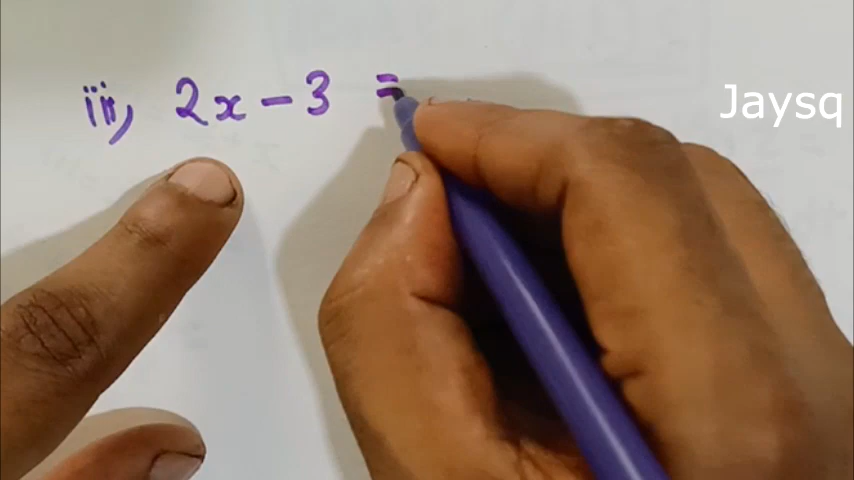 iii, 2x - 3 =
Jaysq